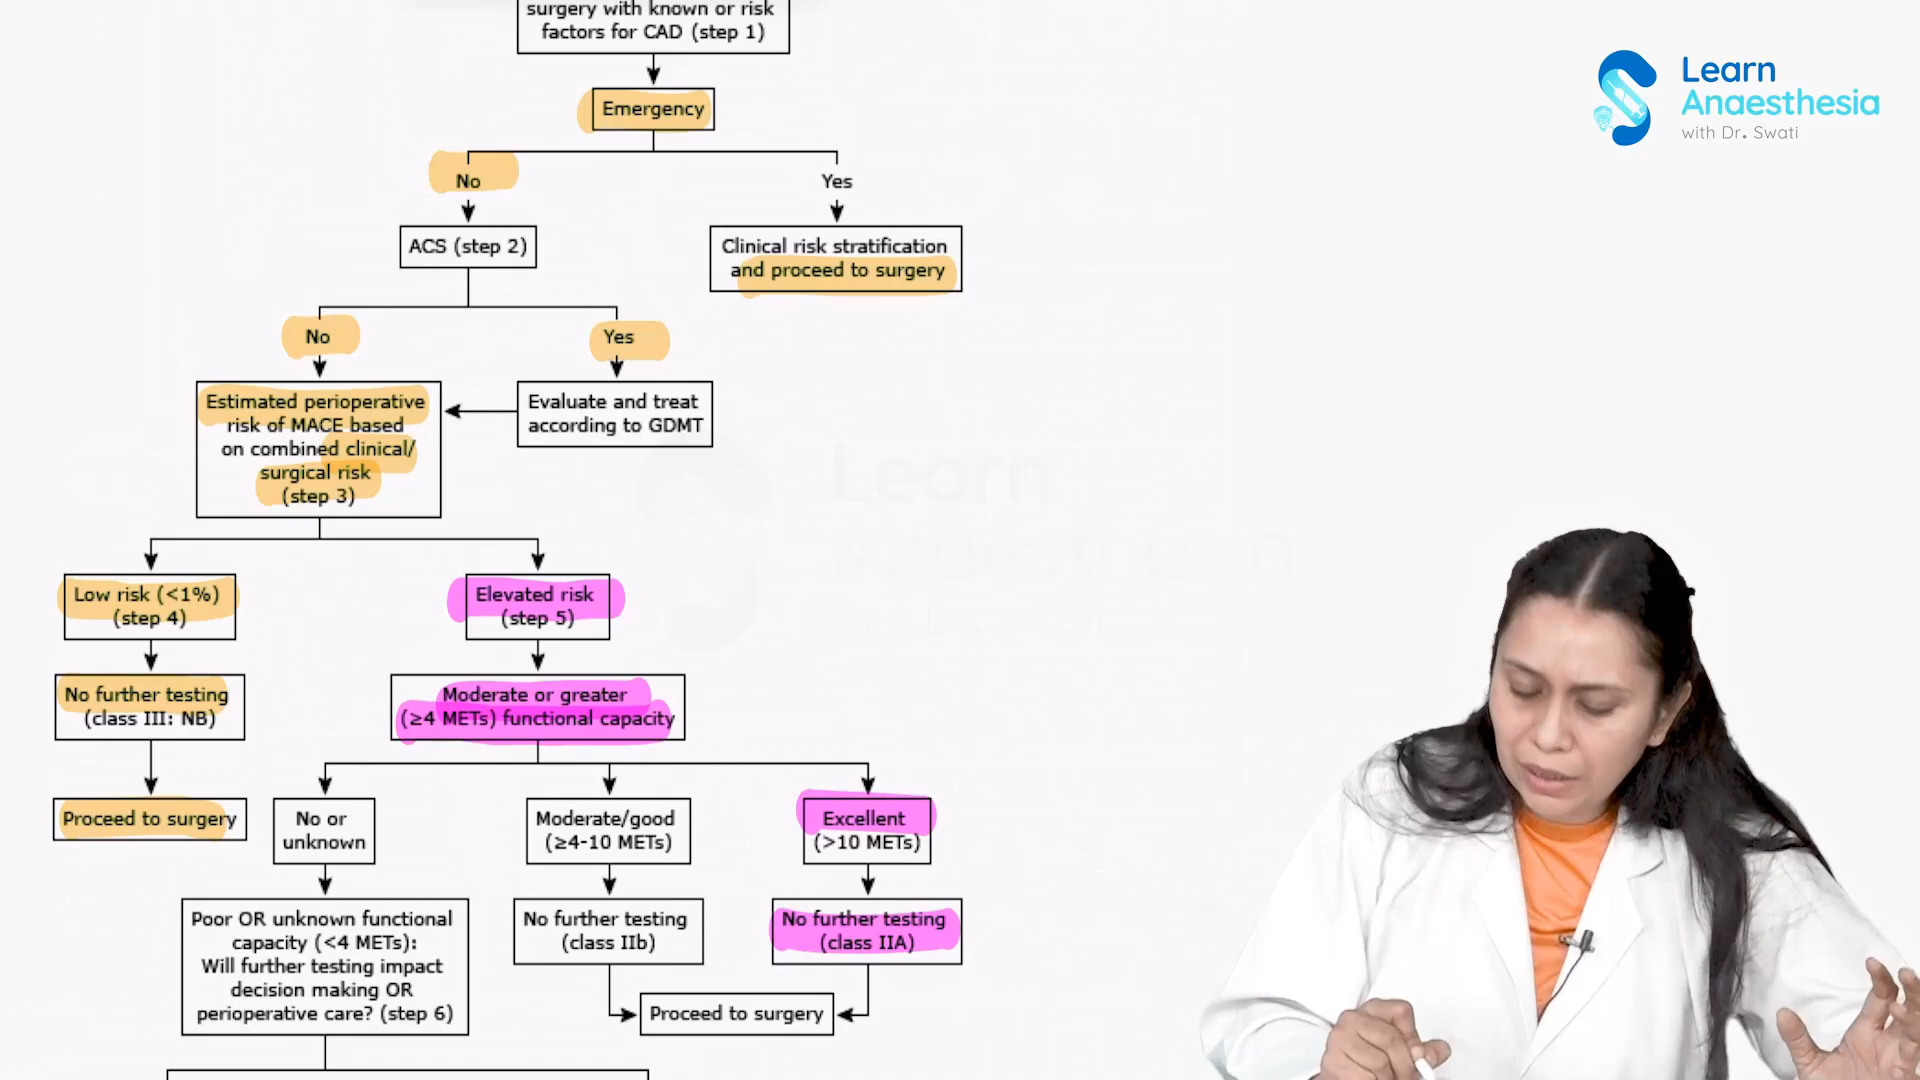 surgery with known or risk
factors for CAD (step 1)
Emergency
No
Yes
ACS (step 2)
Clinical risk stratification
and proceed to surgery
No
Yes
Estimated perioperative
risk of MACE based
on combined clinical/
surgical risk
(step 3)
Evaluate and treat
according to GDMT
Low risk (<1%)
(step 4)
Elevated risk
(step 5)
No further testing
(class III: NB)
Moderate or greater
(≥4 METs) functional capacity
Proceed to surgery
No or
unknown
Moderate/good
(≥4-10 METs)
Excellent
(>10 METs)
Poor OR unknown functional
capacity (<4 METs):
Will further testing impact
decision making OR
perioperative care? (step 6)
No further testing
(class IIb)
No further testing
(class IIA)
Proceed to surgery
Learn
Anaesthesia
with Dr. Swati
Learn
Anaesthesia